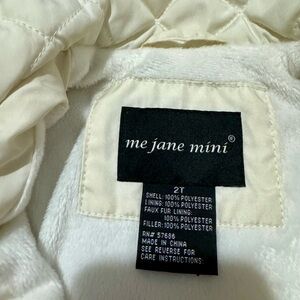 me jane mini®
2T
SHELL: 100% POLYESTER
LINING: 100% POLYESTER
FAUX FUR LINING:
100% POLYESTER
FILLER: 100% POLYESTER
RN# 57686
MADE IN CHINA
SEE REVERSE FOR
CARE INSTRUCTIONS